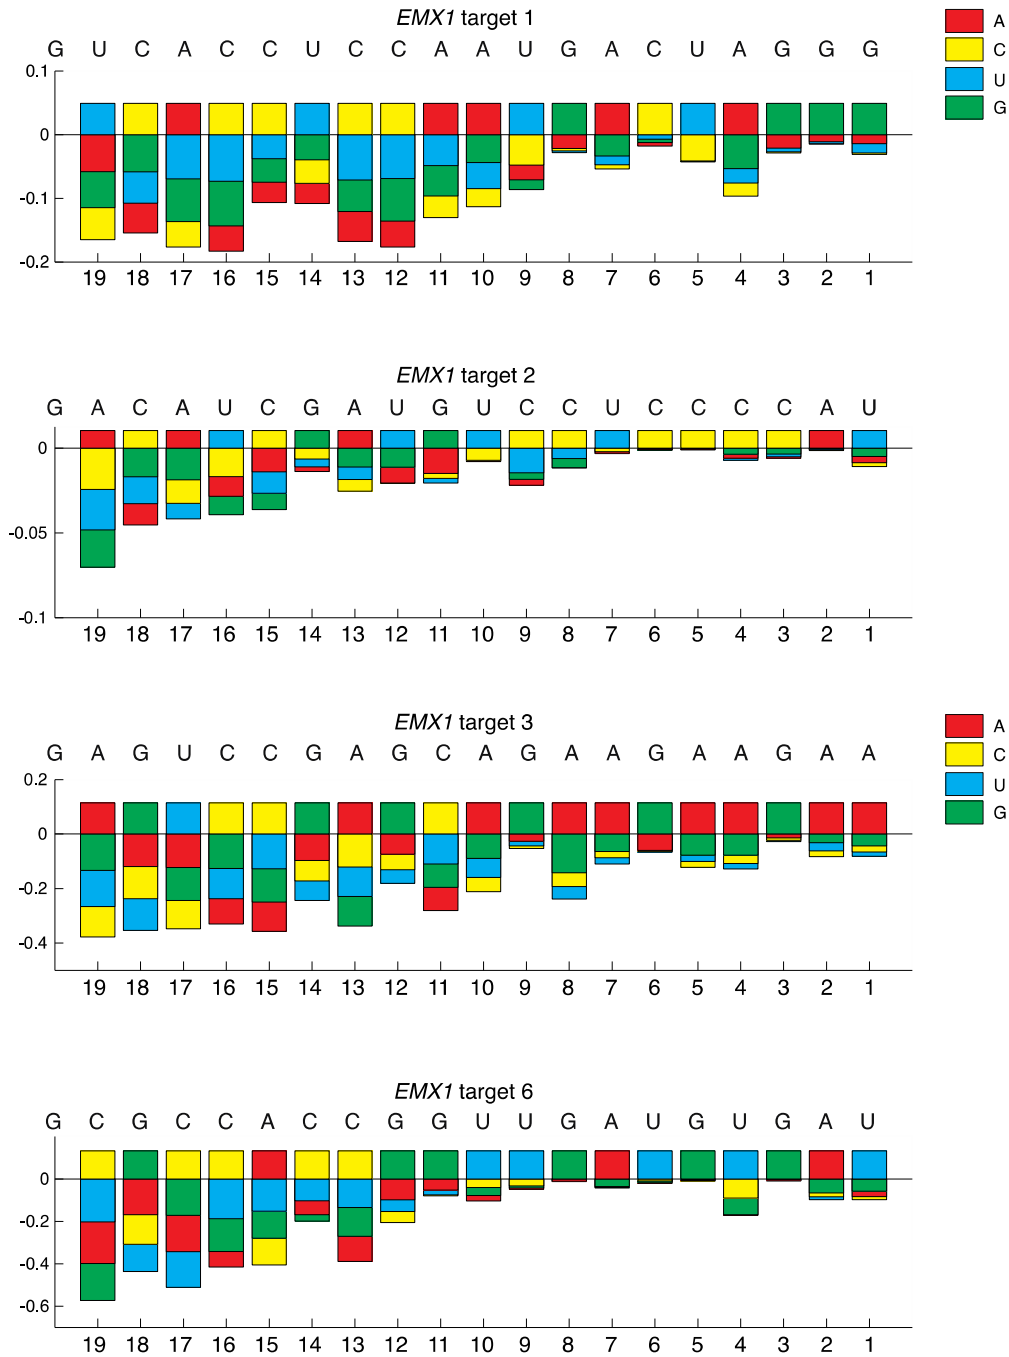 EMX1 target 1
A
G U C A C C U C C A A U G A C U A G G G
C
0.1
U
G
0
-0.1
-0.2
19 18 17 16 15 14 13 12 11 10 9 8 7 6 5 4 3 2 1
EMX1 target 2
G A C A U C G A U G U C C U C C C C A U
0
-0.05
-0.1
19 18 17 16 15 14 13 12 11 10 9 8 7 6 5 4 3 2 1
EMX1 target 3
A
G A G U C C G A G C A G A A G A A G A A
C
0.2
U
G
0
-0.2
-0.4
19 18 17 16 15 14 13 12 11 10 9 8 7 6 5 4 3 2 1
EMX1 target 6
G C G C C A C C G G U U G A U G U G A U
0
-0.2
-0.4
-0.6
19 18 17 16 15 14 13 12 11 10 9 8 7 6 5 4 3 2 1